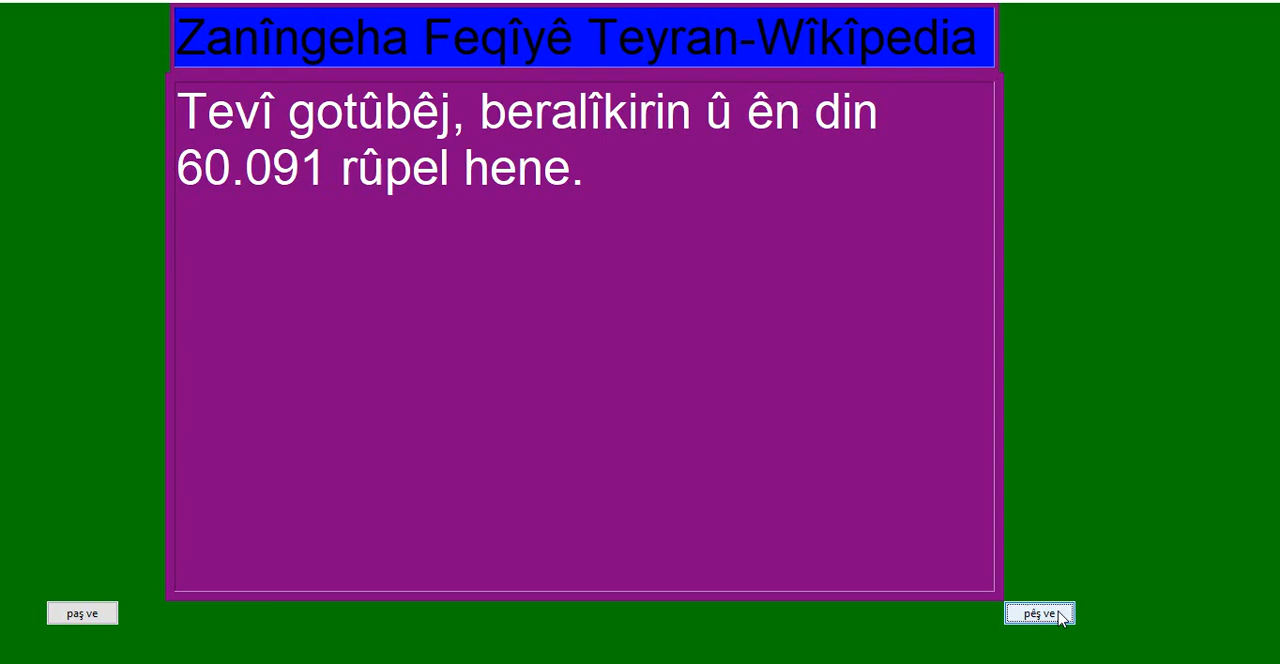 Zanîngeha Feqîyê Teyran-Wîkîpedia
Tevî gotûbêj, beralîkirin û ên din
60.091 rûpel hene.
paş ve
pêş ve